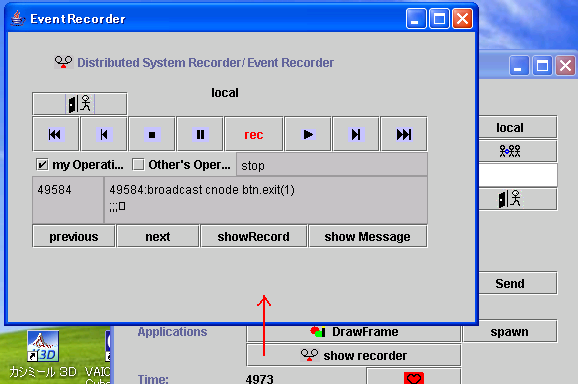 EventRecorder
Distributed System Recorder/ Event Recorder
local
rec
my Operati... Other's Oper... stop
49584 49584:broadcast cnode btn.exit(1)
;;;
previous next showRecord show Message
local
Send
Applications DrawFrame spawn
show recorder
Time: 4973
カシミール 3D VAIO